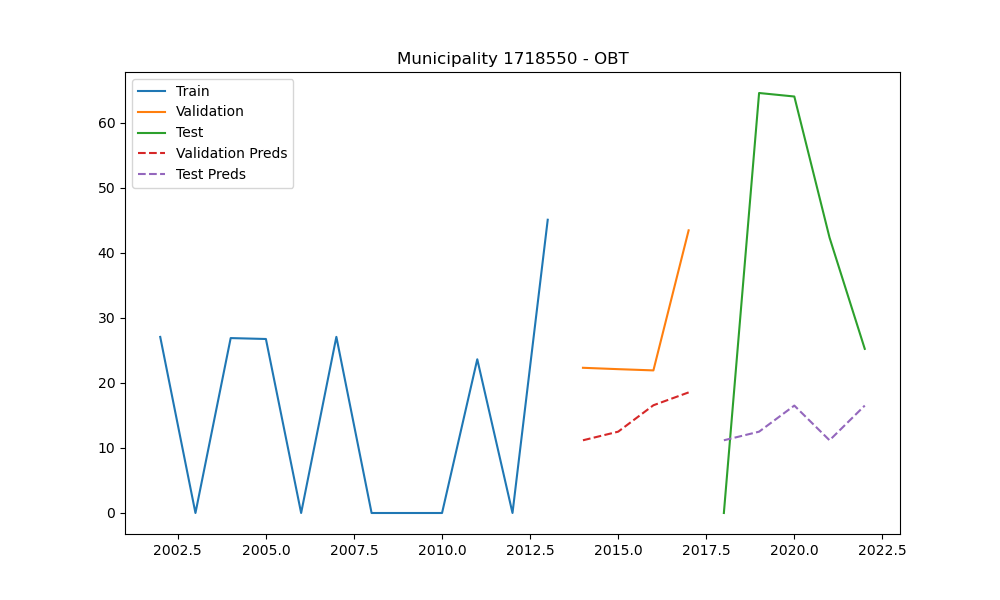 Municipality 1718550 - OBT
Train
Validation
Test
Validation Preds
Test Preds
60
50
40
30
20
10
0
2002.5 2005.0 2007.5 2010.0 2012.5 2015.0 2017.5 2020.0 2022.5